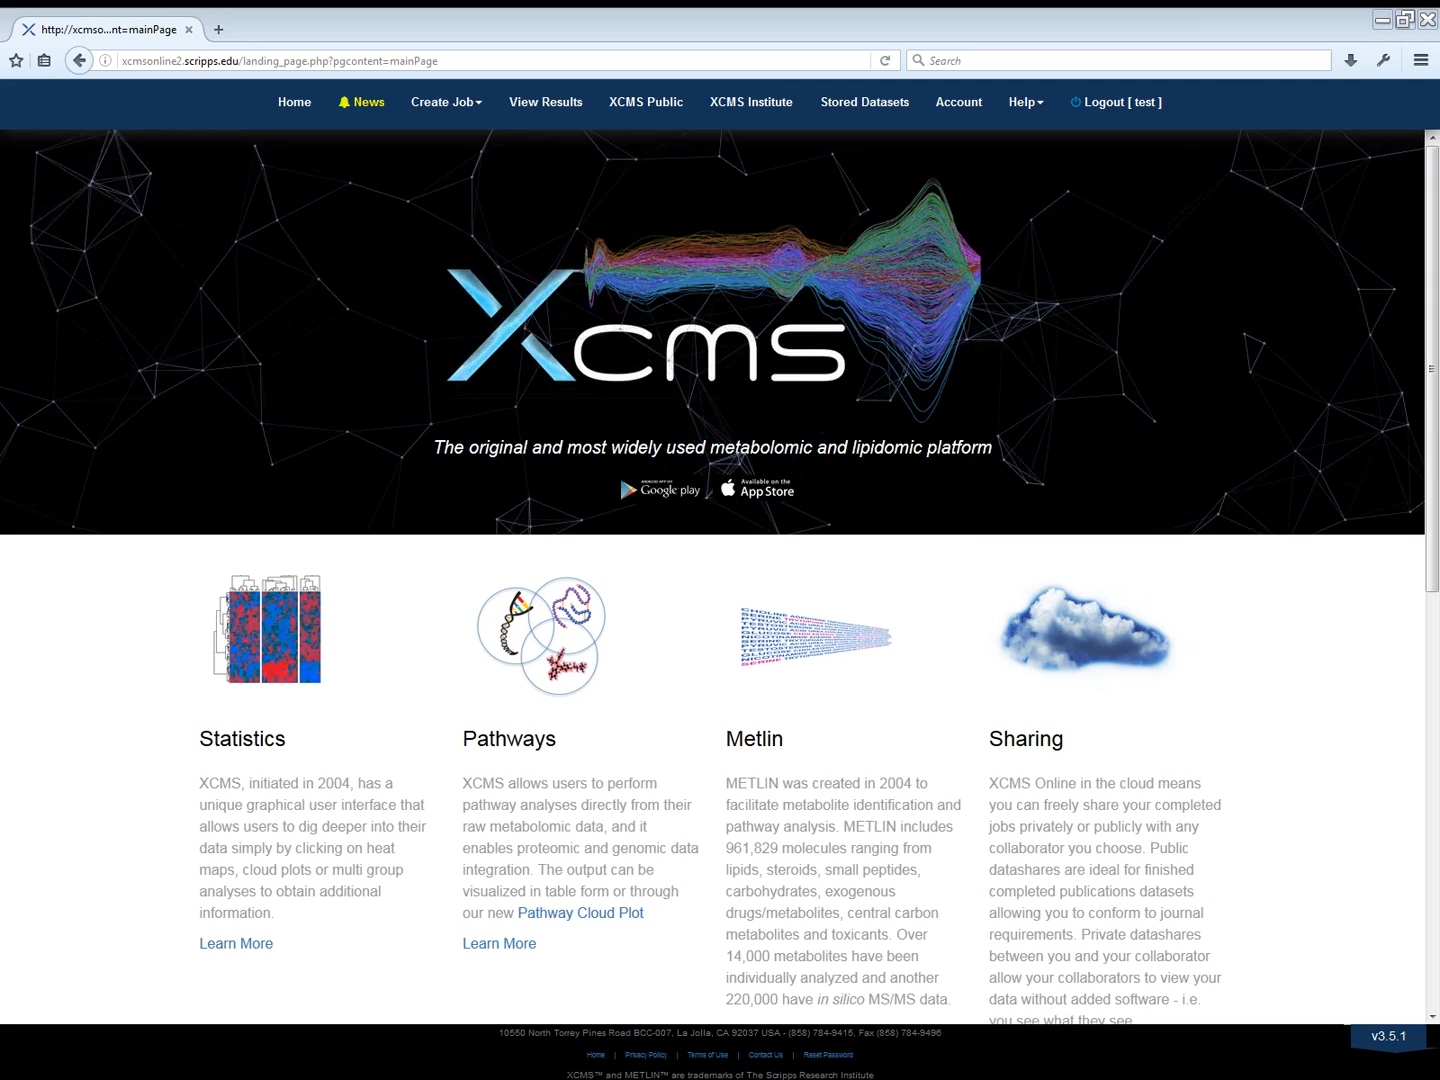 http://xcmso...nt=mainPage
xcmsonline2.scripps.edu/landing_page.php?pgcontent=mainPage
Search
Home News Create Job View Results XCMS Public XCMS Institute Stored Datasets Account Help Logout [ test ]
Xcms
The original and most widely used metabolomic and lipidomic platform
ANDROID APP ON
Google play
Available on the
App Store
Statistics
XCMS, initiated in 2004, has a
unique graphical user interface that
allows users to dig deeper into their
data simply by clicking on heat
maps, cloud plots or multi group
analyses to obtain additional
information.
Learn More
Pathways
XCMS allows users to perform
pathway analyses directly from their
raw metabolomic data, and it
enables proteomic and genomic data
integration. The output can be
visualized in table form or through
our new Pathway Cloud Plot
Learn More
Metlin
METLIN was created in 2004 to
facilitate metabolite identification and
pathway analysis. METLIN includes
961,829 molecules ranging from
lipids, steroids, small peptides,
carbohydrates, exogenous
drugs/metabolites, central carbon
metabolites and toxicants. Over
14,000 metabolites have been
individually analyzed and another
220,000 have in silico MS/MS data.
Sharing
XCMS Online in the cloud means
you can freely share your completed
jobs privately or publicly with any
collaborator you choose. Public
datashares are ideal for finished
completed publications datasets
allowing you to conform to journal
requirements. Private datashares
between you and your collaborator
allow your collaborators to view your
data without added software - i.e.
you see what they see
10550 North Torrey Pines Road BCC-007, La Jolla, CA 92037 USA - (858) 784-9415, Fax (858) 784-9496
Home | Privacy Policy | Terms of Use | Contact Us | Reset Password
XCMS™ and METLIN™ are trademarks of The Scripps Research Institute
v3.5.1